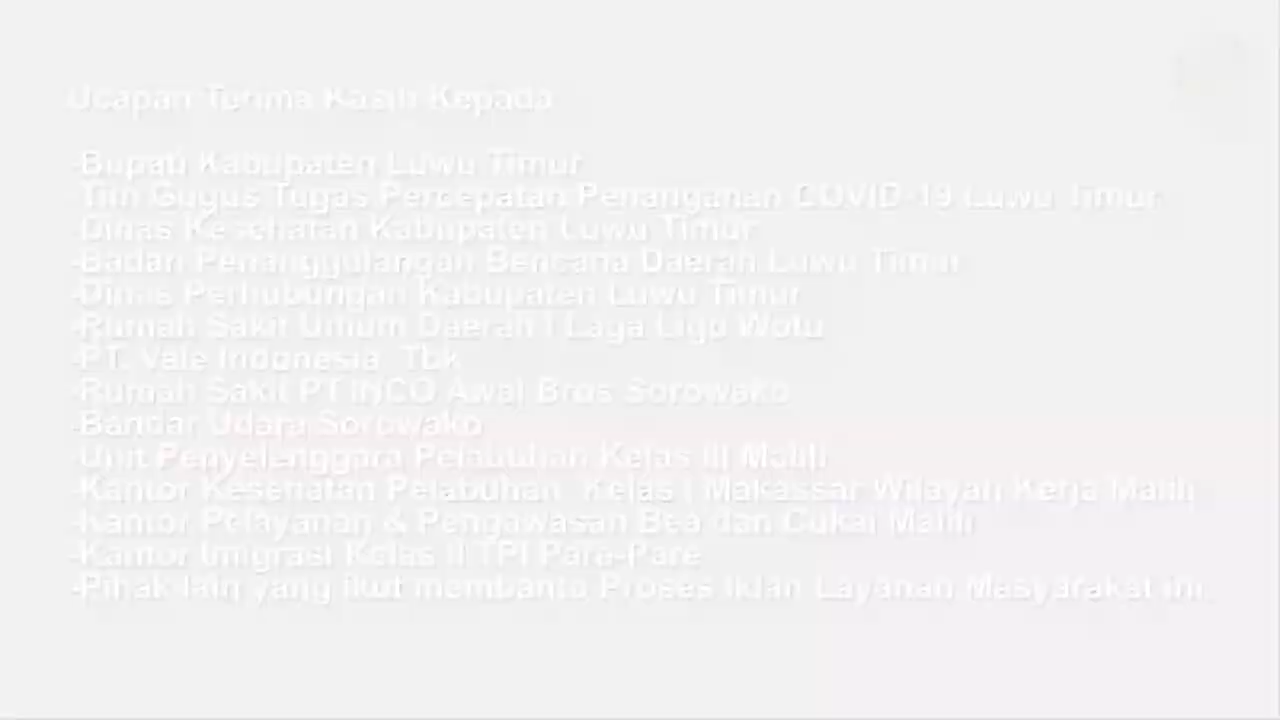 Ucapan Terima Kasih Kepada
-Bupati Kabupaten Luwu Timur
-Tim Gugus Tugas Percepatan Penanganan COVID-19 Luwu Timur
-Dinas Kesehatan Kabupaten Luwu Timur
-Badan Penanggulangan Bencana Daerah Luwu Timur
-Dinas Perhubungan Kabupaten Luwu Timur
-Rumah Sakit Umum Daerah I Laga Ligo Wotu
-PT. Vale Indonesia Tbk
-Rumah Sakit PT INCO Awal Bros Sorowako
-Bandar Udara Sorowako
-Unit Penyelenggara Pelabuhan Kelas III Malili
-Kantor Kesehatan Pelabuhan Kelas I Makassar Wilayah Kerja Malili
-Kantor Pelayanan & Pengawasan Bea dan Cukai Malili
-Kantor Imigrasi Kelas II TPI Pare-Pare
-Pihak lain yang ikut membantu Proses Iklan Layanan Masyarakat ini.